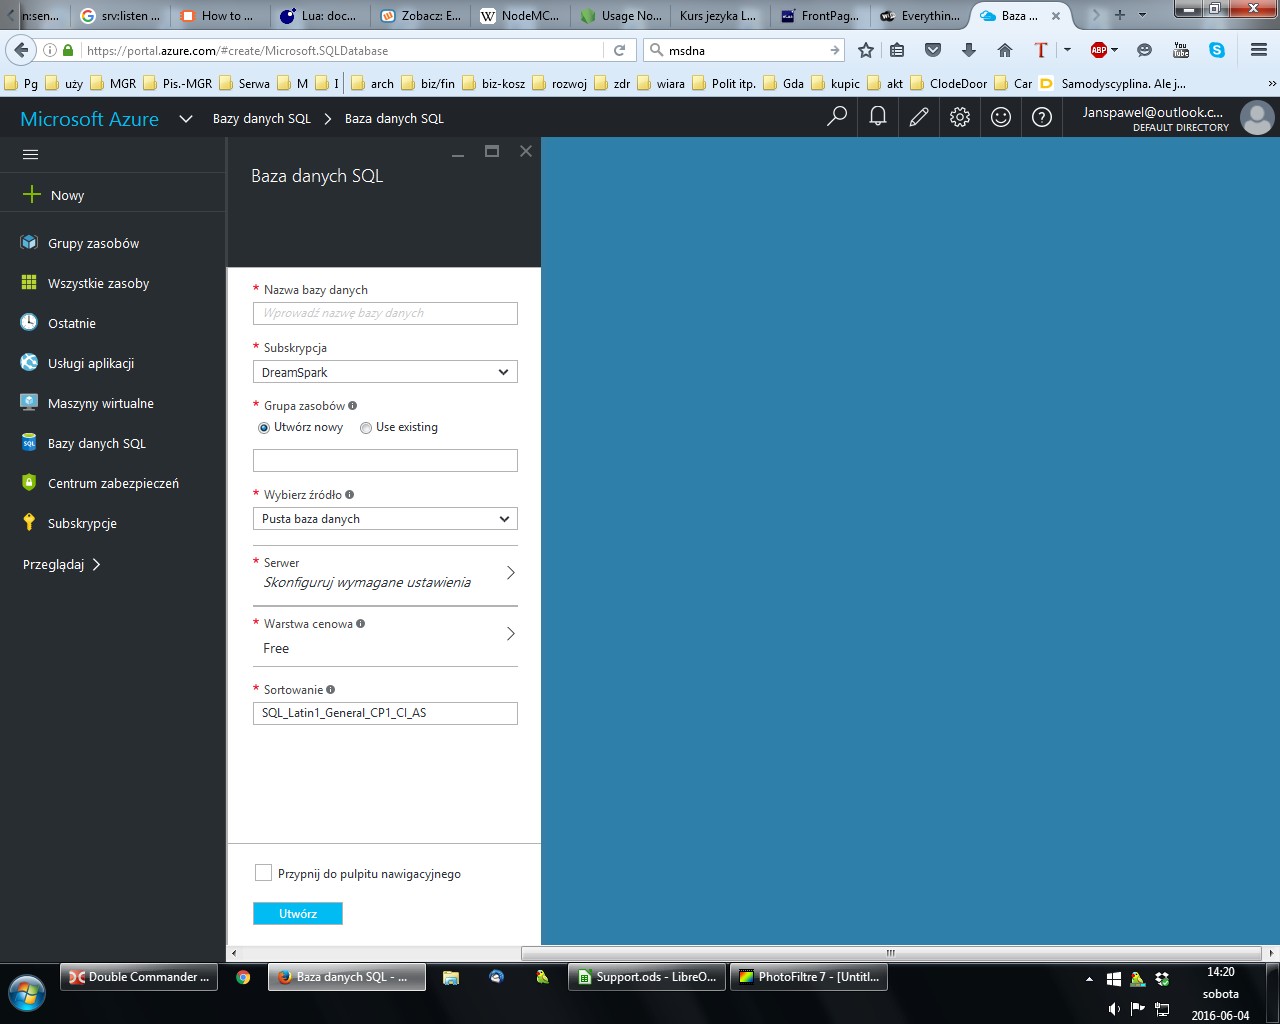 n:sen... srv:listen ... How to ... Lua: doc... Zobacz: E... NodeMC... Usage No... Kurs jezyka L... FrontPag... Everythin... Baza ...
https://portal.azure.com/#create/Microsoft.SQLDatabase msdna
Pg uży MGR Pis.-MGR Serwa M I arch biz/fin biz-kosz rozwoj zdr wiara Polit itp. Gda kupic akt ClodeDoor Car Samodyscyplina. Ale j...
Microsoft Azure Bazy danych SQL Baza danych SQL Janspawel@outlook.c...
DEFAULT DIRECTORY
Nowy
Grupy zasobów
Wszystkie zasoby
Ostatnie
Usługi aplikacji
Maszyny wirtualne
SQL Bazy danych SQL
Centrum zabezpieczeń
Subskrypcje
Przeglądaj
Baza danych SQL
* Nazwa bazy danych
Wprowadź nazwę bazy danych
* Subskrypcja
DreamSpark
* Grupa zasobów
Utwórz nowy Use existing
* Wybierz źródło
Pusta baza danych
* Serwer
Skonfiguruj wymagane ustawienia
* Warstwa cenowa
Free
* Sortowanie
SQL_Latin1_General_CP1_CI_AS
Przypnij do pulpitu nawigacyjnego
Utwórz
Double Commander ... Baza danych SQL - ... Support.ods - LibreO... PhotoFiltre 7 - [Untitl...
14:20
sobota
2016-06-04